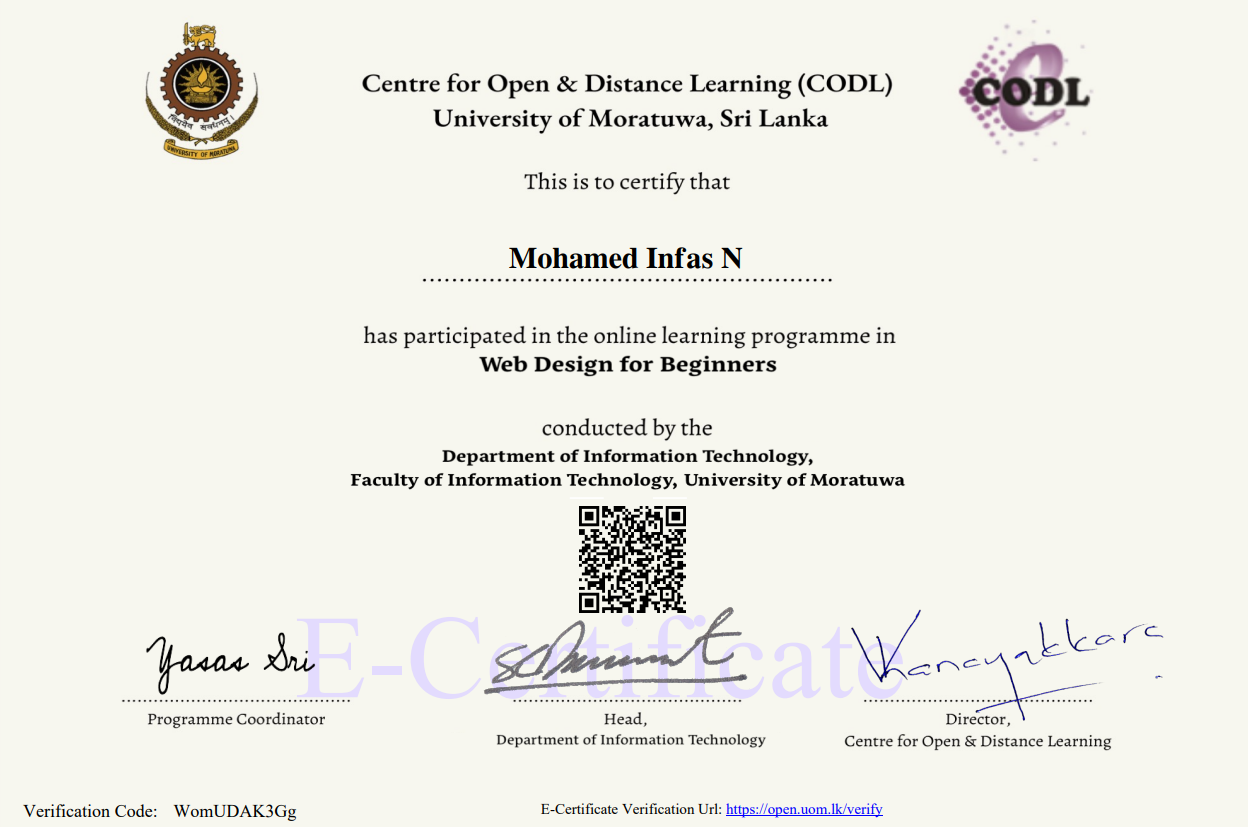 Centre for Open & Distance Learning (CODL)
University of Moratuwa, Sri Lanka
CODL
UNIVERSITY OF MORATUWA
This is to certify that
Mohamed Infas N
has participated in the online learning programme in
Web Design for Beginners
conducted by the
Department of Information Technology,
Faculty of Information Technology, University of Moratuwa
E-Certificate
Yasas Sri
Programme Coordinator
Head,
Department of Information Technology
Director,
Centre for Open & Distance Learning
Verification Code: WomUDAK3Gg
E-Certificate Verification Url: https://open.uom.lk/verify